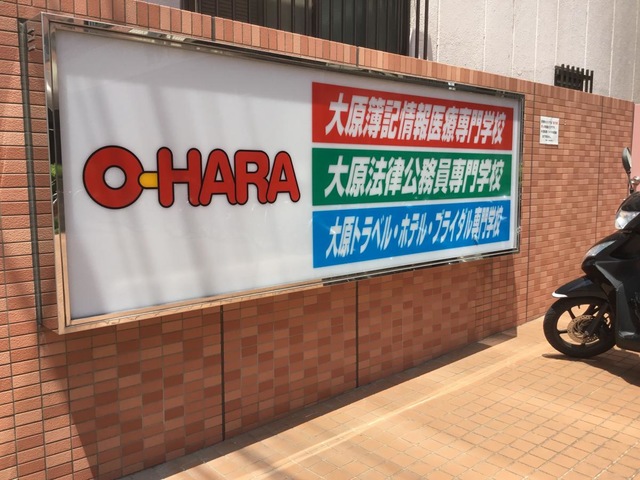 O-HARA
大原簿記情報医療専門学校
大原法律公務員専門学校
大原トラベル・ホテル・ブライダル専門学校